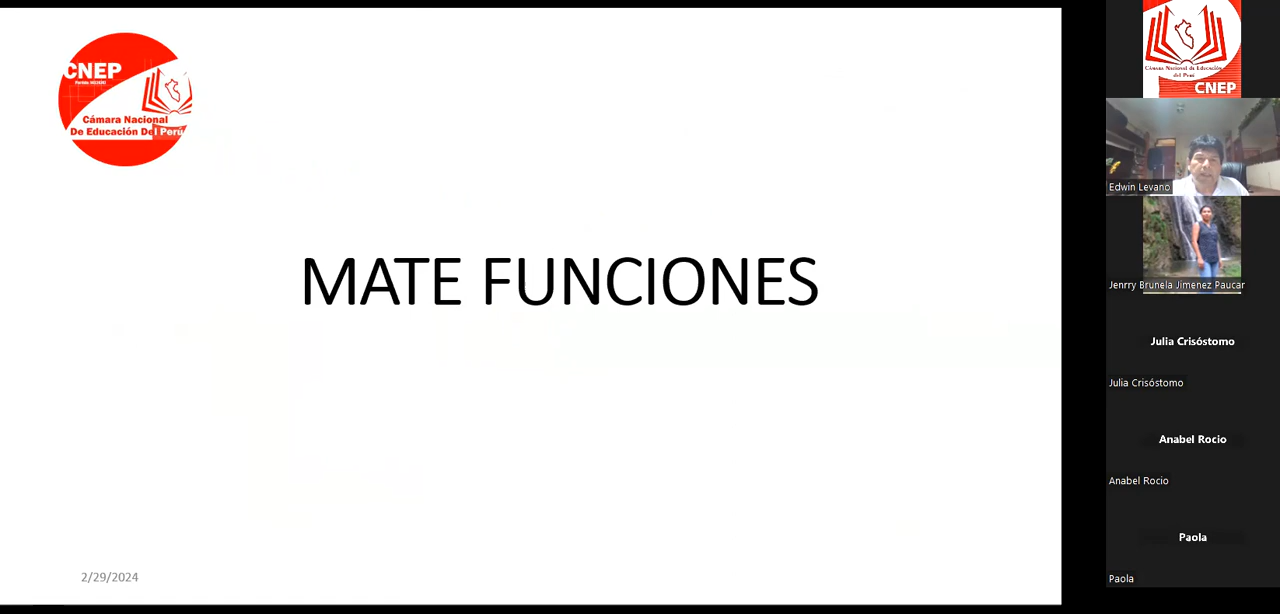 CNEP
Cámara Nacional
De Educación Del Perú
MATE FUNCIONES
2/29/2024
Cámara Nacional de Educación
del Perú
CNEP
Edwin Levano
Jenrry Brunela Jimenez Paucar
Julia Crisóstomo
Julia Crisóstomo
Anabel Rocio
Anabel Rocio
Paola
Paola